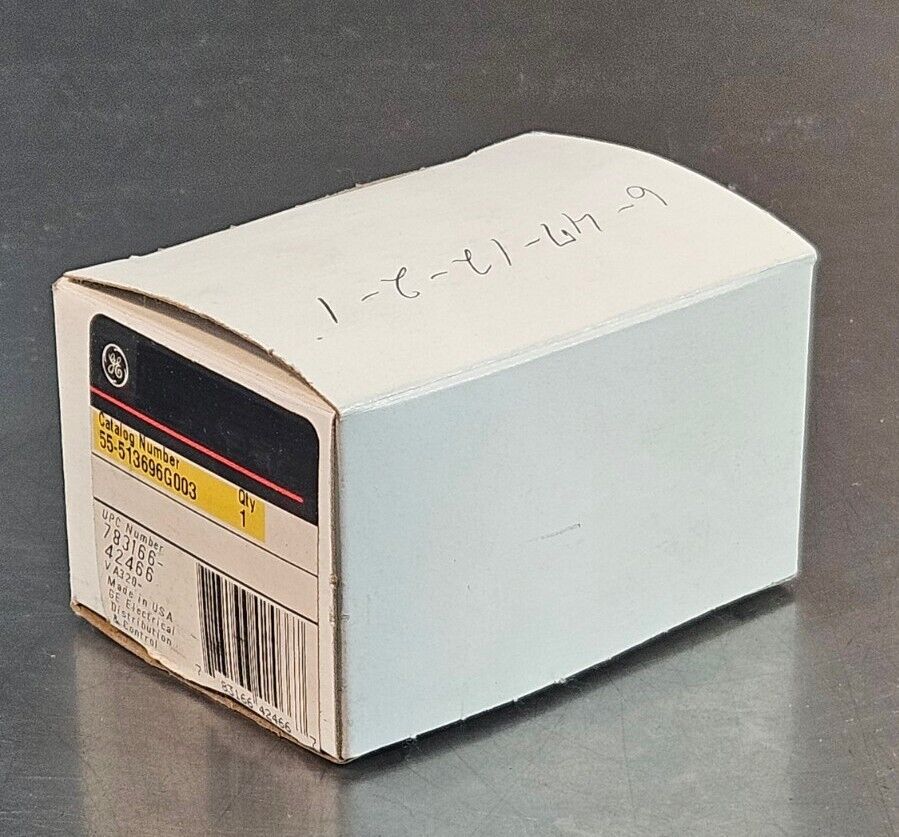 6-47-12-2-1
GE
Catalog Number
55-513696G003
Qty
1
UPC Number
783166-
42466
VA320-
Made in USA
GE Electrical
Distribution
& Control
7 83166 42466 7